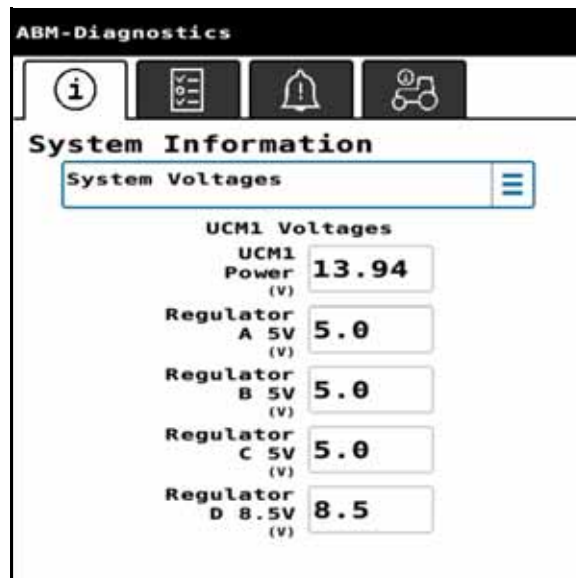 ABM-Diagnostics
System Information
System Voltages
UCM1 Voltages
UCM1
Power 13.94
(V)
Regulator
A 5V 5.0
(V)
Regulator
B 5V 5.0
(V)
Regulator
C 5V 5.0
(V)
Regulator
D 8.5V 8.5
(V)